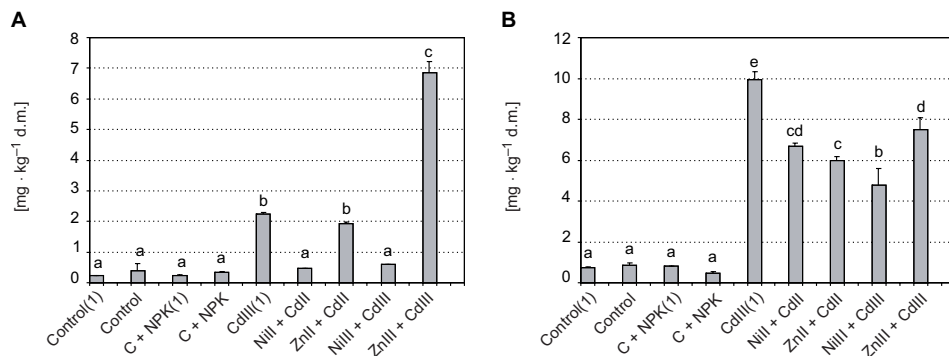 A
[mg · kg⁻¹ d.m.]
8
7
6
5
4
3
2
1
0
a
a
a
a
b
a
b
a
c
Control(1)
Control
C + NPK(1)
C + NPK
CdIII(1)
NiII + CdII
ZnII + CdII
NiIII + CdIII
ZnIII + CdIII
B
[mg · kg⁻¹ d.m.]
12
10
8
6
4
2
0
a
a
a
a
e
cd
c
b
d
Control(1)
Control
C + NPK(1)
C + NPK
CdIII(1)
NiII + CdII
ZnII + CdII
NiIII + CdIII
ZnIII + CdIII